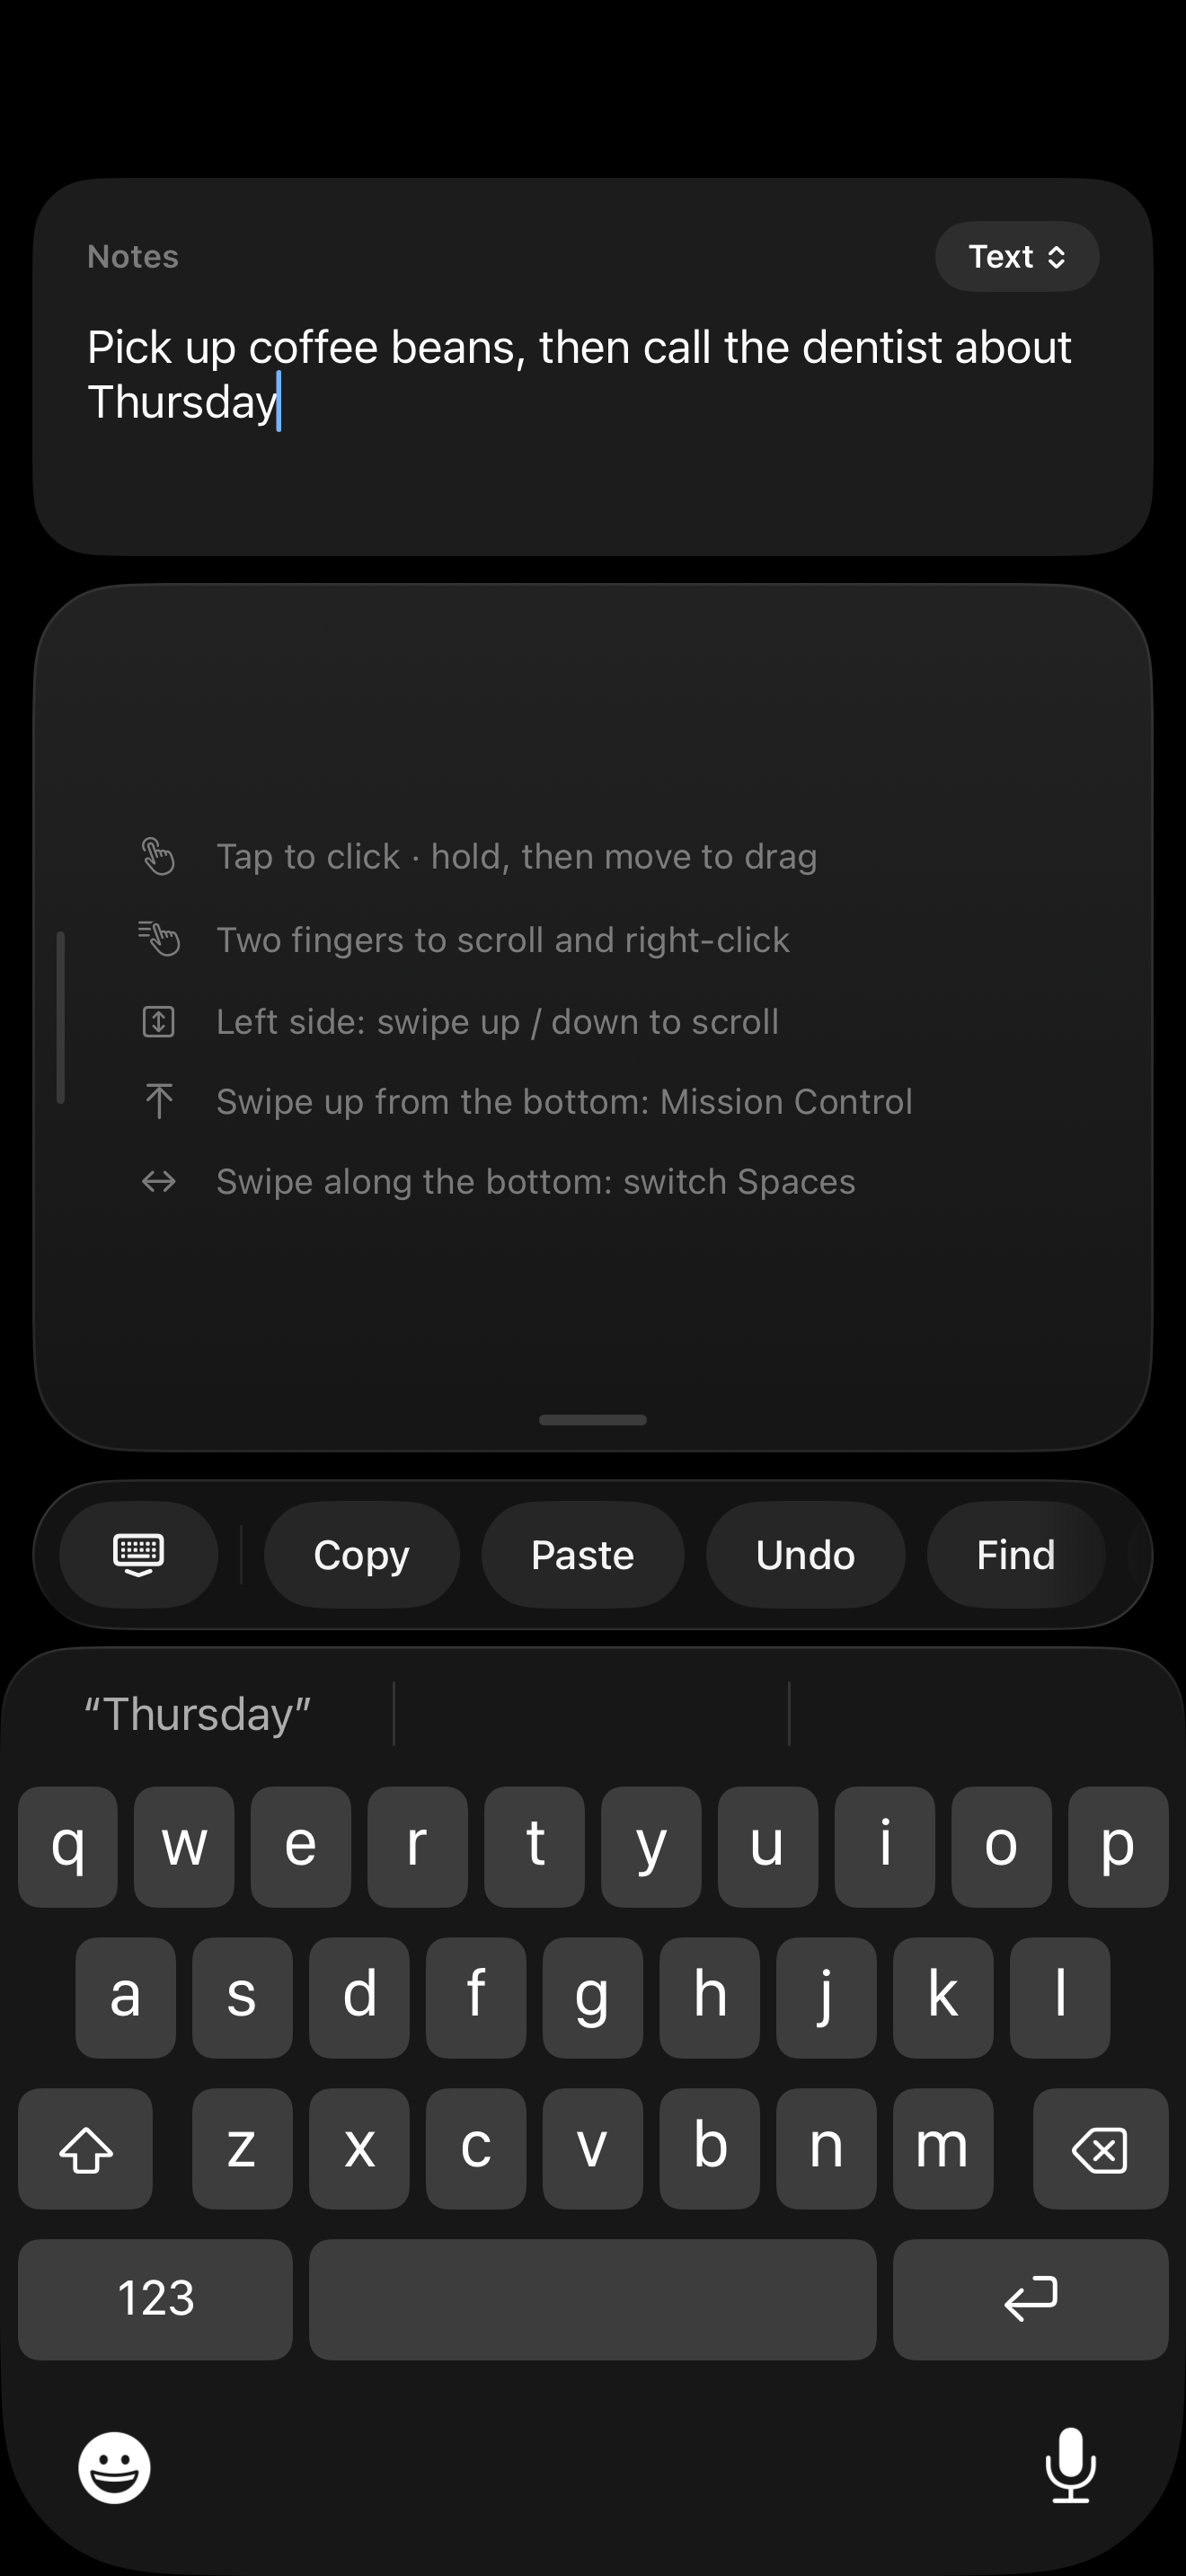 Notes
Text
Pick up coffee beans, then call the dentist about
Thursday
Tap to click · hold, then move to drag
Two fingers to scroll and right-click
Left side: swipe up / down to scroll
Swipe up from the bottom: Mission Control
Swipe along the bottom: switch Spaces
Copy Paste Undo Find
“Thursday”
q w e r t y u i o p
a s d f g h j k l
z x c v b n m
123